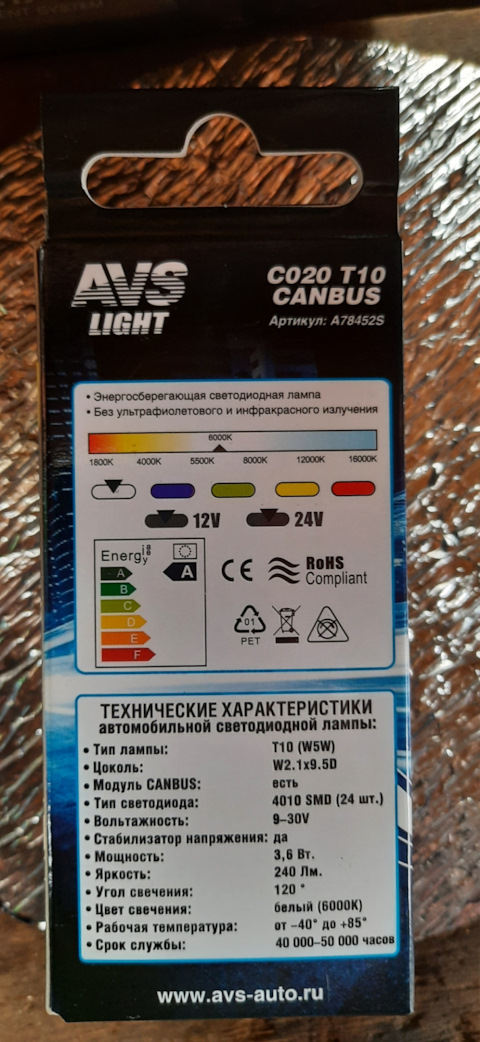 AVS
LIGHT
C020 T10
CANBUS
Артикул: A78452S
• Энергосберегающая светодиодная лампа
• Без ультрафиолетового и инфракрасного излучения
6000K
1800K 4000K 5500K 8000K 12000K 16000K
12V 24V
Energ ia ie y
A
A
B
C
D
E
F
CE
RoHS
Compliant
01
PET
ТЕХНИЧЕСКИЕ ХАРАКТЕРИСТИКИ
автомобильной светодиодной лампы:
• Тип лампы: T10 (W5W)
• Цоколь: W2.1x9.5D
• Модуль CANBUS: есть
• Тип светодиода: 4010 SMD (24 шт.)
• Вольтажность: 9–30V
• Стабилизатор напряжения: да
• Мощность: 3,6 Вт.
• Яркость: 240 Лм.
• Угол свечения: 120 °
• Цвет свечения: белый (6000K)
• Рабочая температура: от –40° до +85°
• Срок службы: 40 000–50 000 часов
www.avs-auto.ru